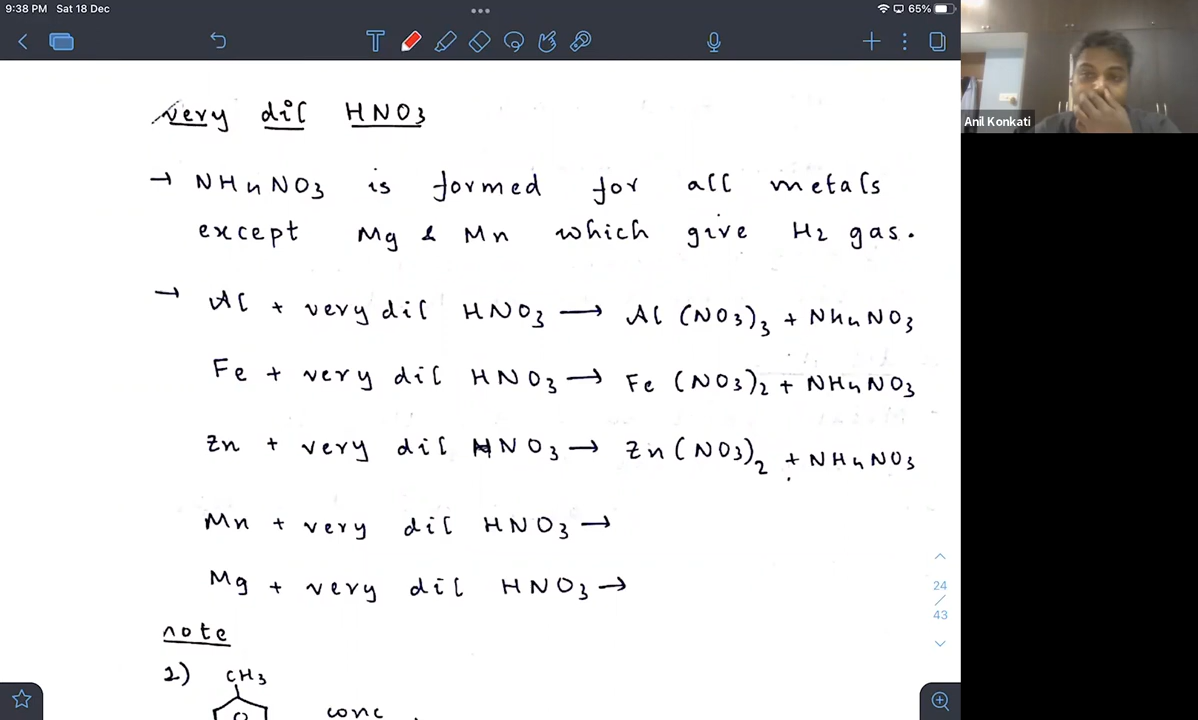 9:38 PM Sat 18 Dec
65%
T
Anil Konkati
very dil HNO3
→ NH4NO3 is formed for all metals
except Mg & Mn which give H2 gas.
→ Al + very dil HNO3 → Al (NO3)3 + NH4NO3
Fe + very dil HNO3 → Fe (NO3)2 + NH4NO3
Zn + very dil HNO3 → Zn (NO3)2 + NH4NO3
Mn + very dil HNO3 →
Mg + very dil HNO3 →
24
/
43
note
1) CH3
conc